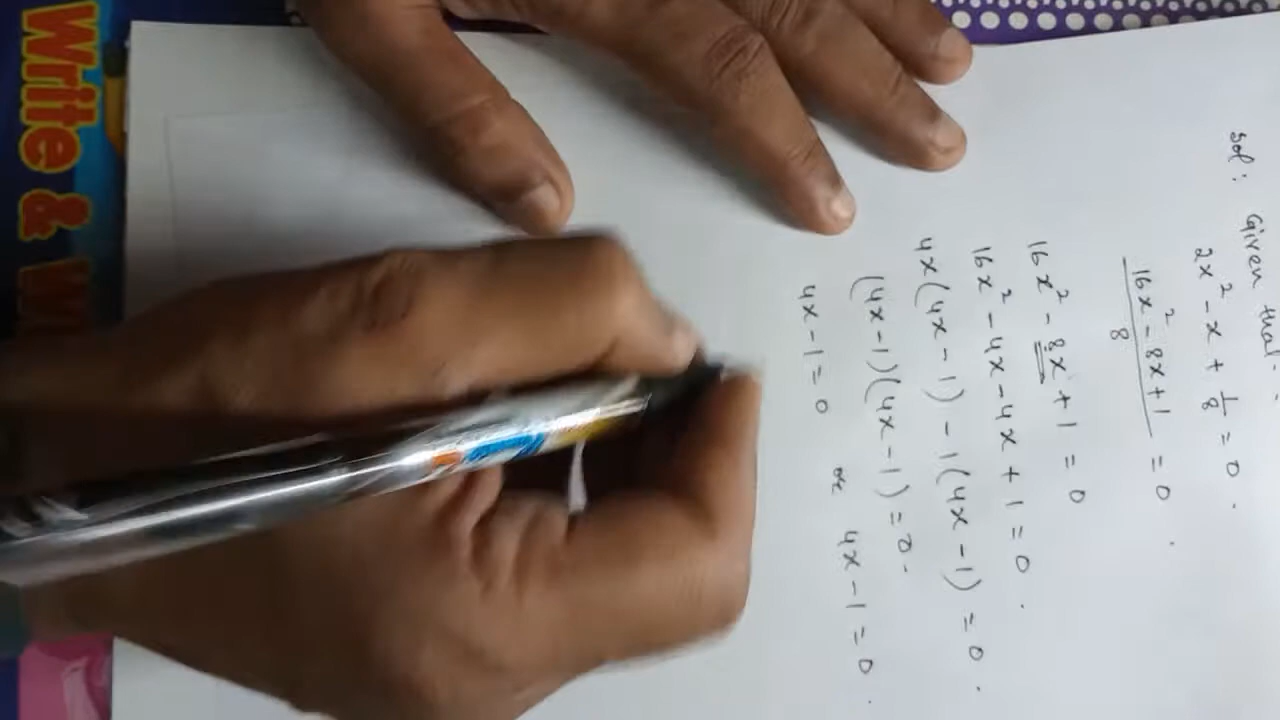 Sol: Given that:
2x² - x + 1/8 = 0.
16x² - 8x + 1 / 8 = 0.
16x² - 8x + 1 = 0
16x² - 4x - 4x + 1 = 0.
4x(4x - 1) - 1(4x - 1) = 0.
(4x - 1)(4x - 1) = 0.
4x - 1 = 0 or 4x - 1 = 0.
Write &